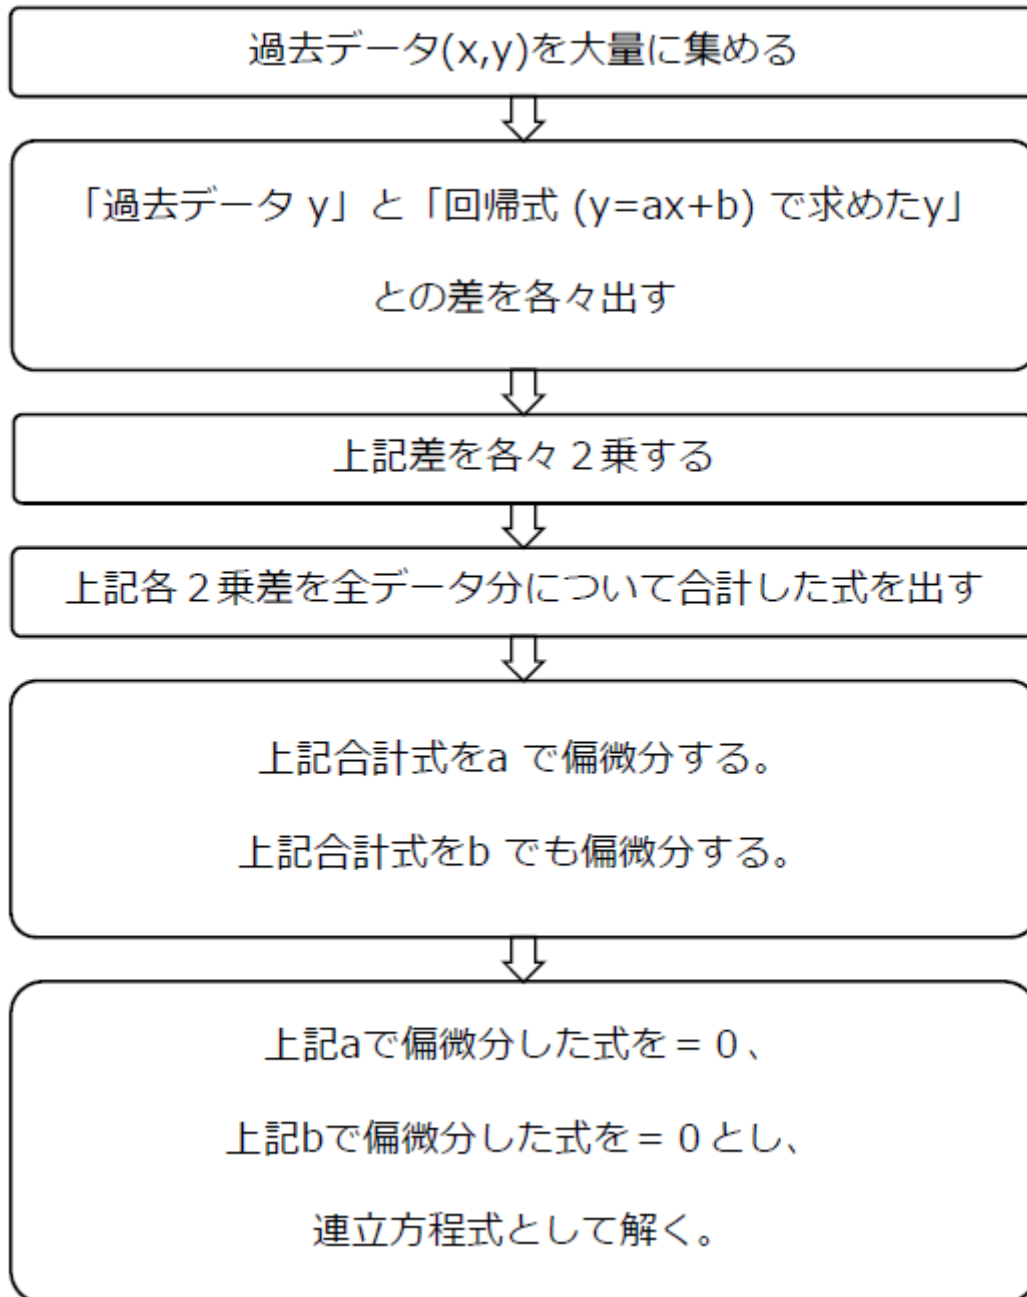 過去データ(x,y)を大量に集める
「過去データ y」と「回帰式 (y=ax+b) で求めたy」
との差を各々出す
上記差を各々２乗する
上記各２乗差を全データ分について合計した式を出す
上記合計式をa で偏微分する。
上記合計式をb でも偏微分する。
上記aで偏微分した式を＝０、
上記bで偏微分した式を＝０とし、
連立方程式として解く。